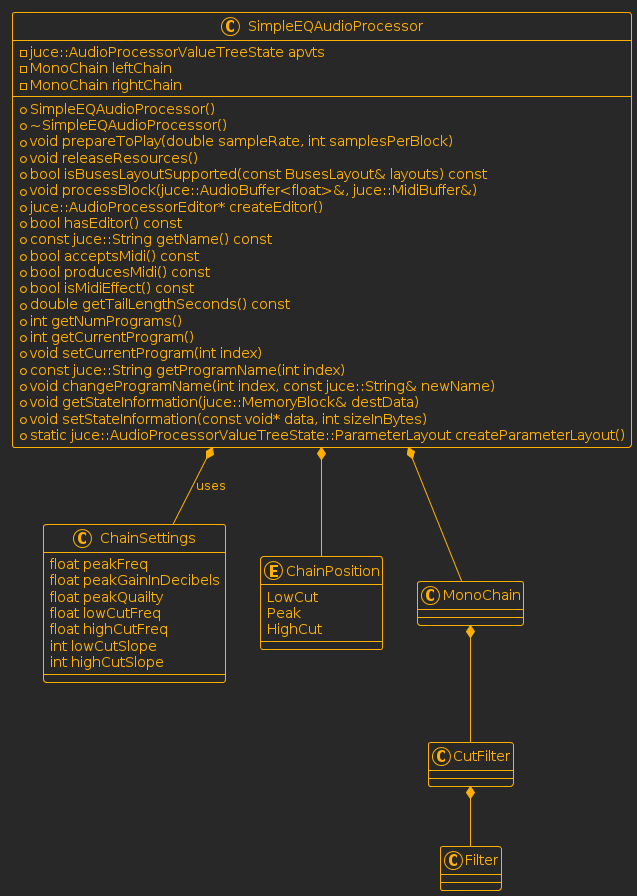 C SimpleEQAudioProcessor
juce::AudioProcessorValueTreeState apvts
MonoChain leftChain
MonoChain rightChain
SimpleEQAudioProcessor()
~SimpleEQAudioProcessor()
void prepareToPlay(double sampleRate, int samplesPerBlock)
void releaseResources()
bool isBusesLayoutSupported(const BusesLayout& layouts) const
void processBlock(juce::AudioBuffer<float>&, juce::MidiBuffer&)
juce::AudioProcessorEditor* createEditor()
bool hasEditor() const
const juce::String getName() const
bool acceptsMidi() const
bool producesMidi() const
bool isMidiEffect() const
double getTailLengthSeconds() const
int getNumPrograms()
int getCurrentProgram()
void setCurrentProgram(int index)
const juce::String getProgramName(int index)
void changeProgramName(int index, const juce::String& newName)
void getStateInformation(juce::MemoryBlock& destData)
void setStateInformation(const void* data, int sizeInBytes)
static juce::AudioProcessorValueTreeState::ParameterLayout createParameterLayout()
uses
C ChainSettings
float peakFreq
float peakGainInDecibels
float peakQuailty
float lowCutFreq
float highCutFreq
int lowCutSlope
int highCutSlope
E ChainPosition
LowCut
Peak
HighCut
C MonoChain
C CutFilter
C Filter